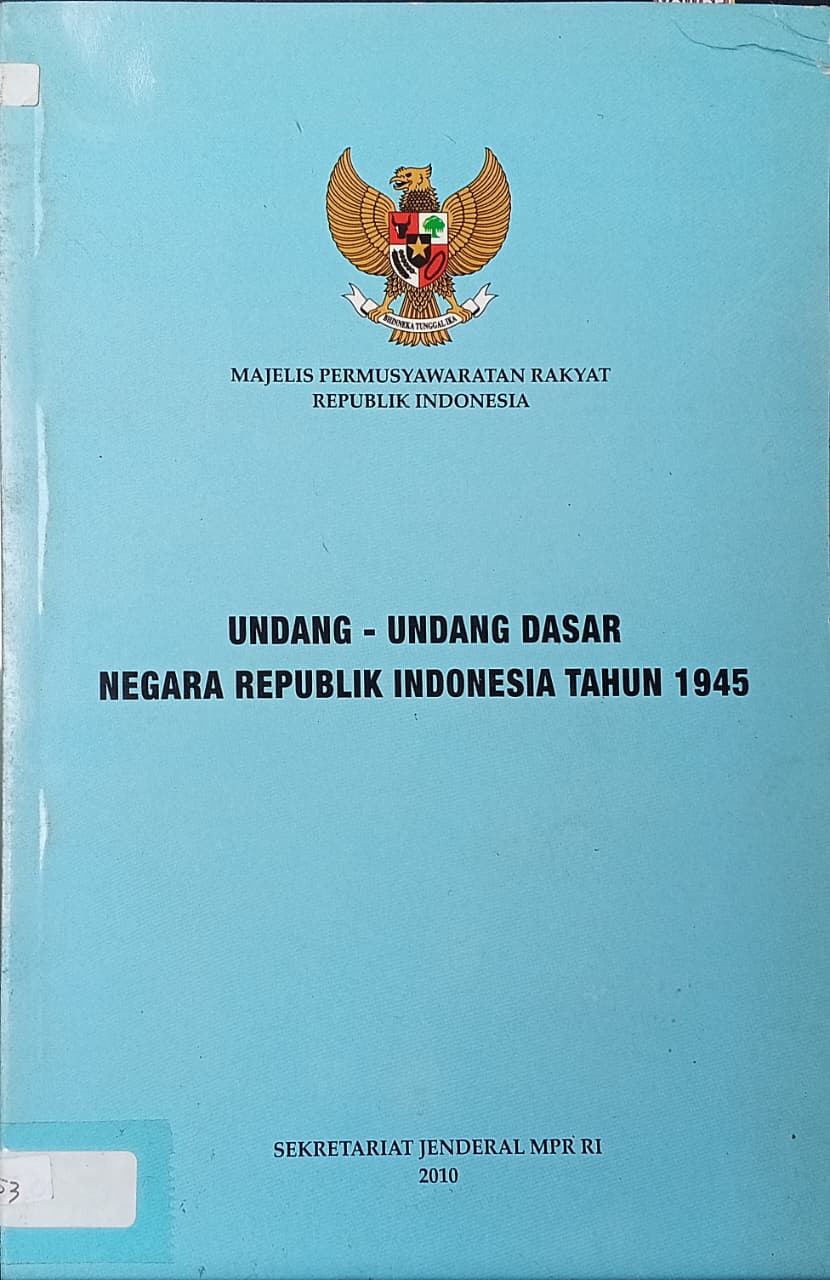 BHINNEKA TUNGGAL IKA
MAJELIS PERMUSYAWARATAN RAKYAT
REPUBLIK INDONESIA
UNDANG - UNDANG DASAR
NEGARA REPUBLIK INDONESIA TAHUN 1945
SEKRETARIAT JENDERAL MPR RI
2010
53